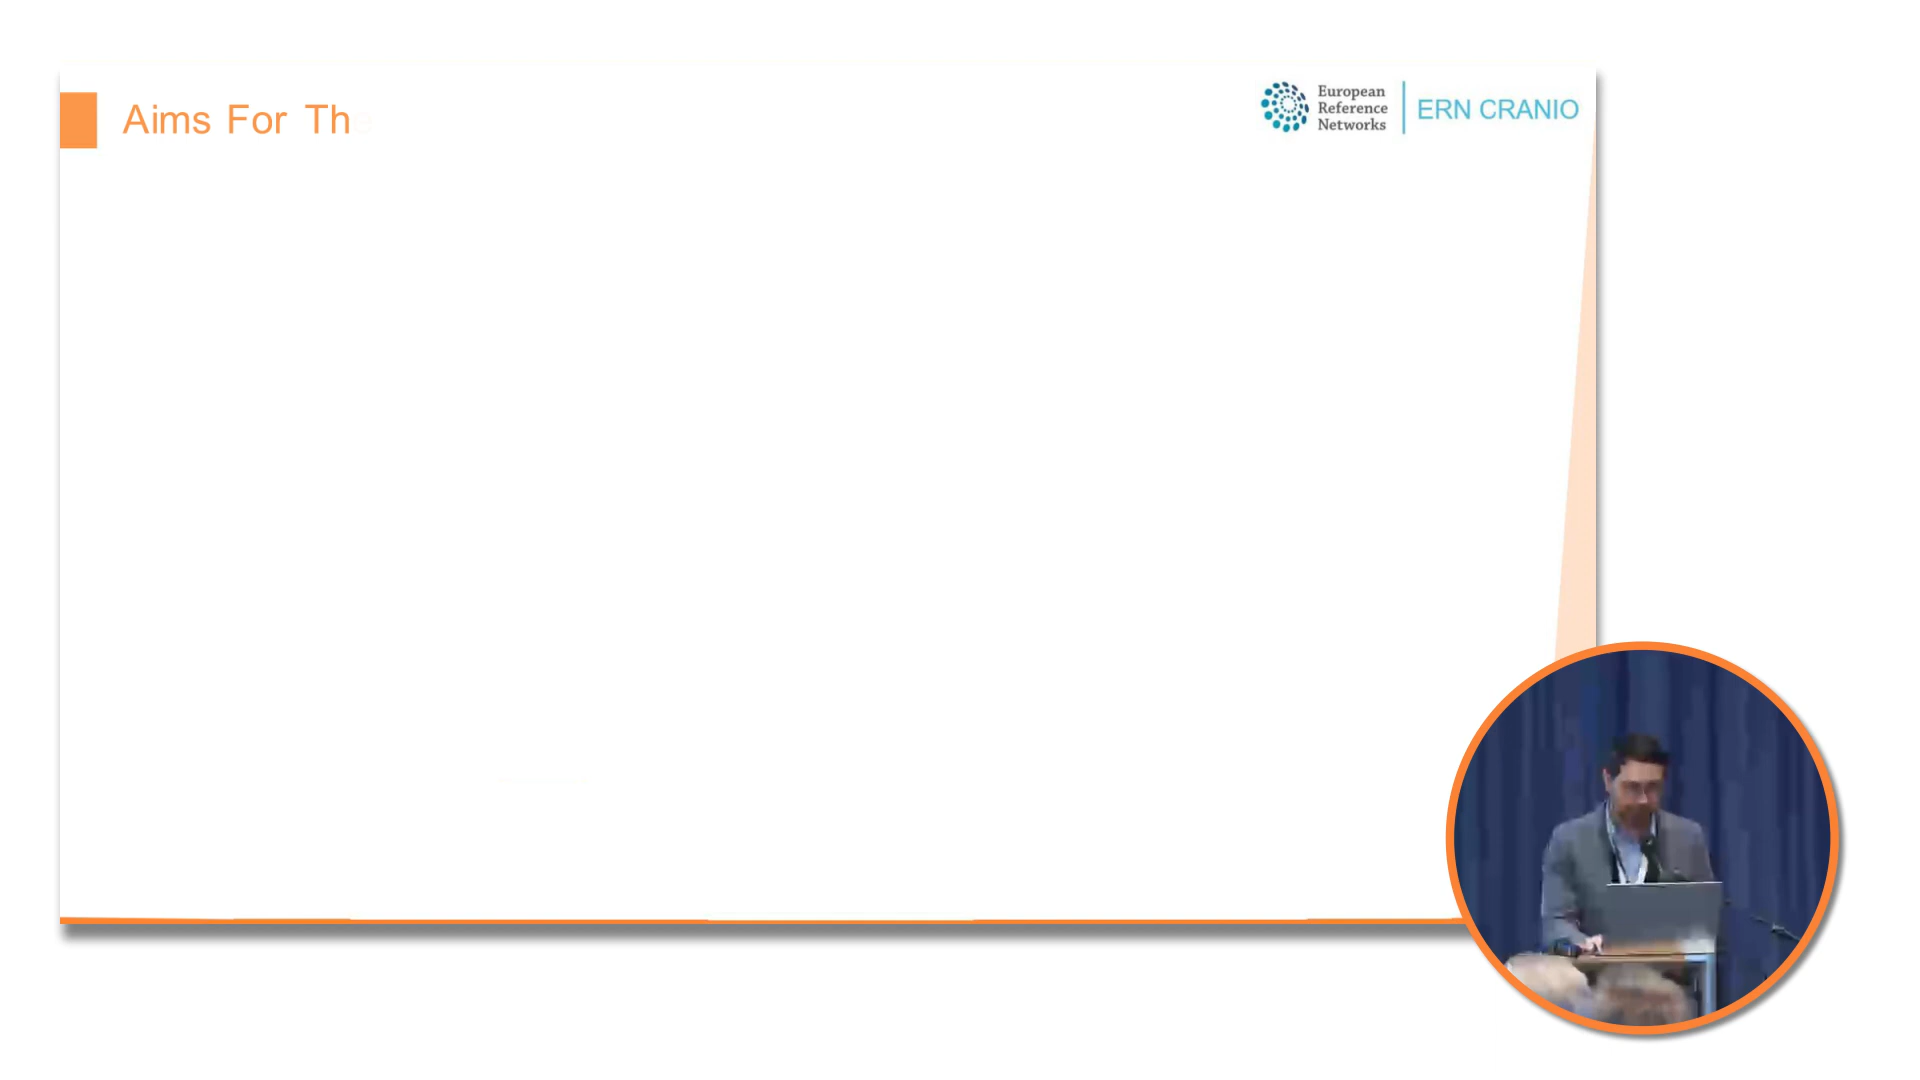 Aims For The
European
Reference
Networks
ERN CRANIO